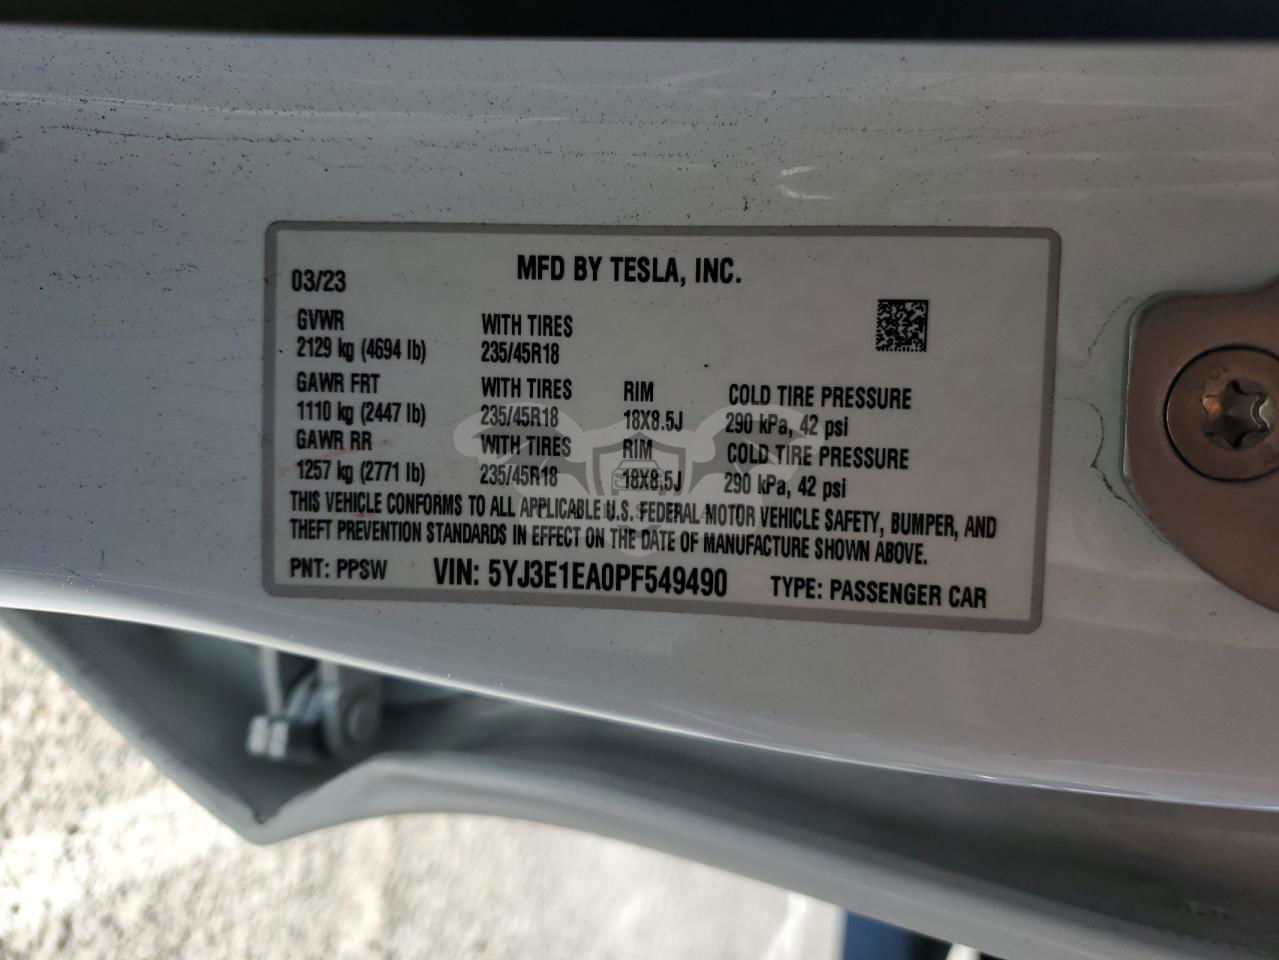 MFD BY TESLA, INC.
03/23
GVWR WITH TIRES
2129 kg (4694 lb) 235/45R18
GAWR FRT WITH TIRES RIM COLD TIRE PRESSURE
1110 kg (2447 lb) 235/45R18 18X8.5J 290 kPa, 42 psi
GAWR RR WITH TIRES RIM COLD TIRE PRESSURE
1257 kg (2771 lb) 235/45R18 18X8.5J 290 kPa, 42 psi
THIS VEHICLE CONFORMS TO ALL APPLICABLE U.S. FEDERAL MOTOR VEHICLE SAFETY, BUMPER, AND
THEFT PREVENTION STANDARDS IN EFFECT ON THE DATE OF MANUFACTURE SHOWN ABOVE.
PNT: PPSW VIN: 5YJ3E1EA0PF549490 TYPE: PASSENGER CAR